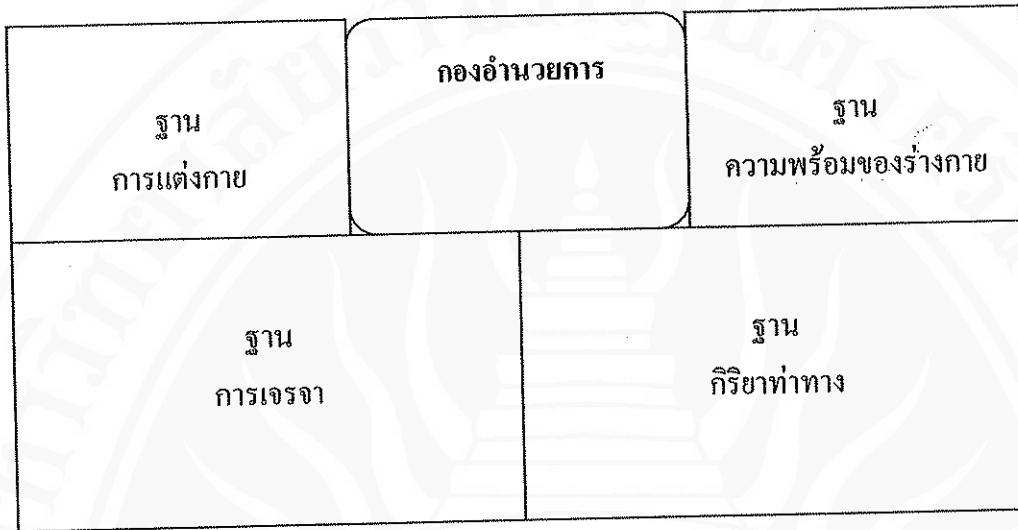 กองอำนวยการ
ฐาน
การแต่งกาย
ฐาน
ความพร้อมของร่างกาย
ฐาน
การเจรจา
ฐาน
กิริยาท่าทาง